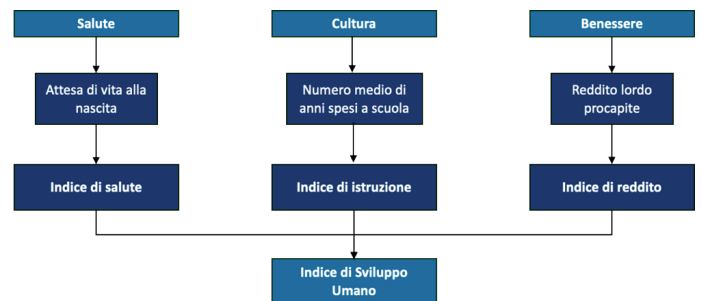 Salute
Cultura
Benessere
Attesa di vita alla
nascita
Numero medio di
anni spesi a scuola
Reddito lordo
procapite
Indice di salute
Indice di istruzione
Indice di reddito
Indice di Sviluppo
Umano